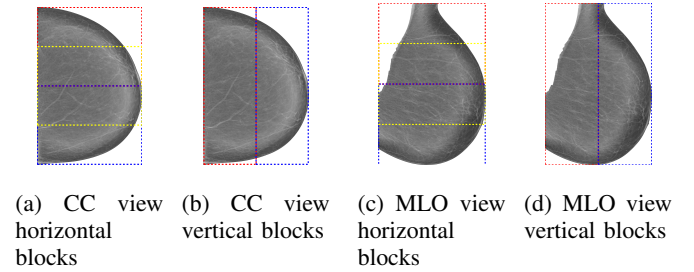 (a) CC view horizontal blocks
(b) CC view vertical blocks
(c) MLO view horizontal blocks
(d) MLO view vertical blocks